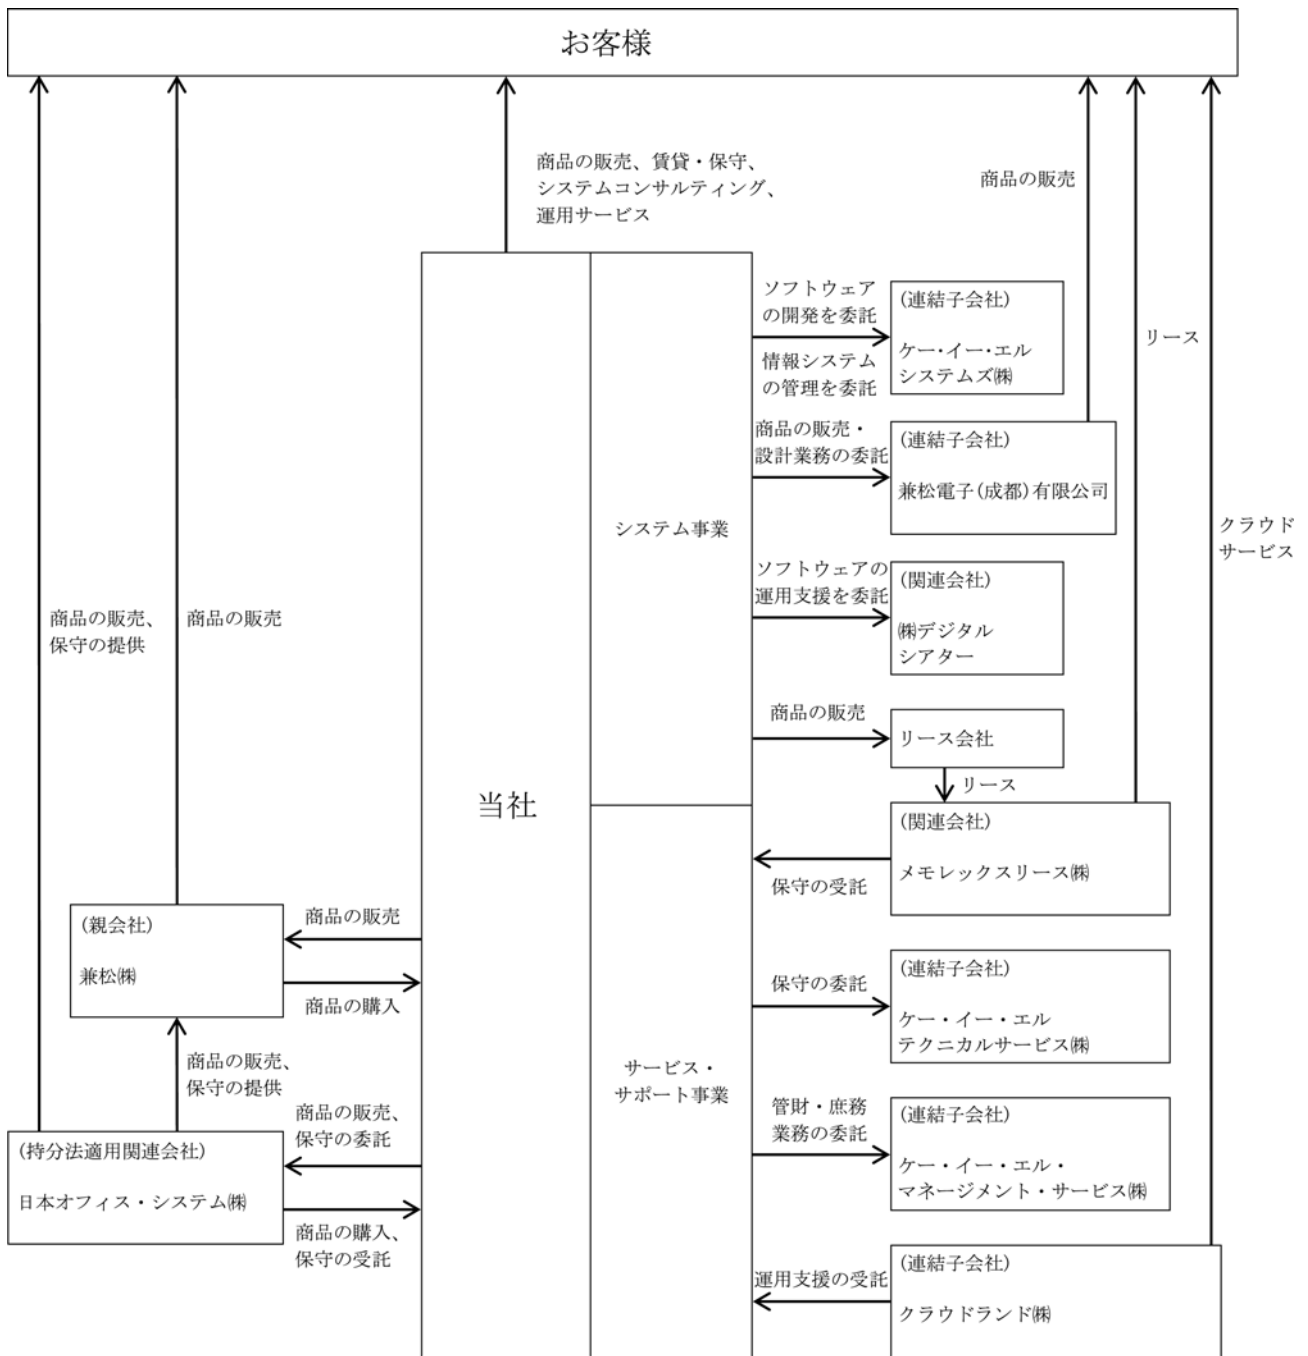 お客様
商品の販売、賃貸・保守、
システムコンサルティング、
運用サービス
商品の販売
リース
クラウド
サービス
商品の販売、
保守の提供
商品の販売
当社
システム事業
サービス・
サポート事業
ソフトウェア
の開発を委託
情報システム
の管理を委託
(連結子会社)
ケー・イー・エル
システムズ㈱
商品の販売・
設計業務の委託
(連結子会社)
兼松電子(成都)有限公司
ソフトウェアの
運用支援を委託
(関連会社)
㈱デジタル
シアター
商品の販売
リース会社
リース
(関連会社)
メモレックスリース㈱
保守の受託
保守の委託
(連結子会社)
ケー・イー・エル
テクニカルサービス㈱
管財・庶務
業務の委託
(連結子会社)
ケー・イー・エル・
マネージメント・サービス㈱
運用支援の受託
(連結子会社)
クラウドランド㈱
(親会社)
兼松㈱
商品の販売
商品の購入
商品の販売、
保守の提供
商品の販売、
保守の委託
(持分法適用関連会社)
日本オフィス・システム㈱
商品の購入、
保守の受託